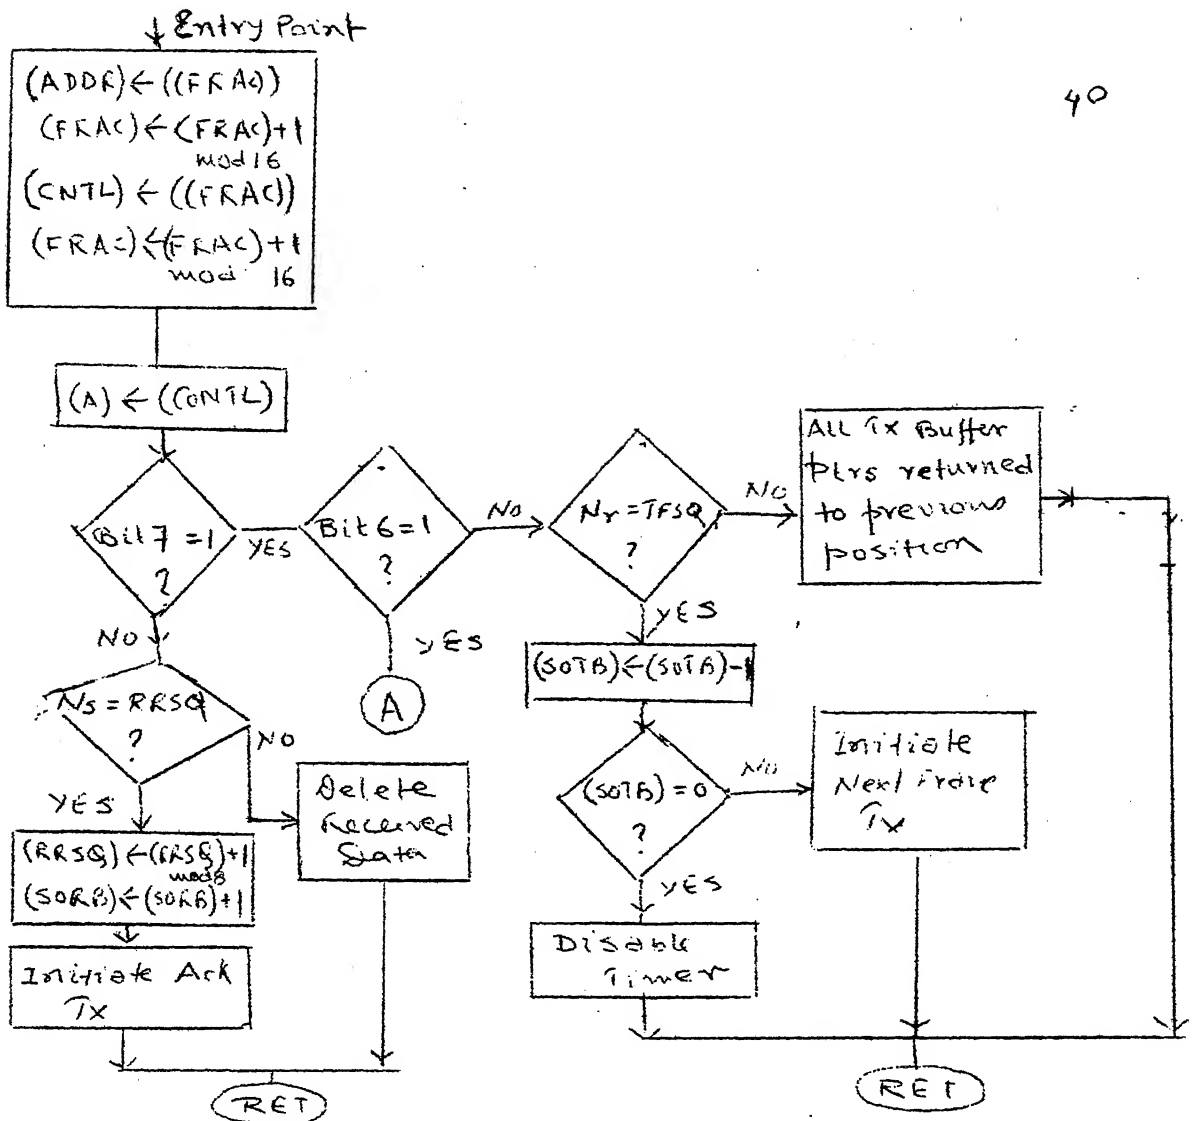 Entry Point
40
(ADDR)←((FRAC))
(FRAC)←(FRAC)+1
mod 16
(CNTL)←((FRAC))
(FRAC)←(FRAC)+1
mod 16
(A)←((CONTL)
Bit 7 =1
?
YES
NO
Bit 6=1
?
NO
YES
A
Nr = TFSQ
?
NO
YES
All Tx Buffer
ptrs returned
to previous
position
(SOTB)←(SOTB)-1
(SOTB) = 0
?
NO
YES
Initiate
Next Frame
Tx
Disable
Timer
RET
Ns = RRSQ
?
NO
YES
Delete
Received
Data
(RRSQ)←(RRSQ)+1
mod 8
(SORB)←(SORB)+1
Initiate Ack
Tx
RET